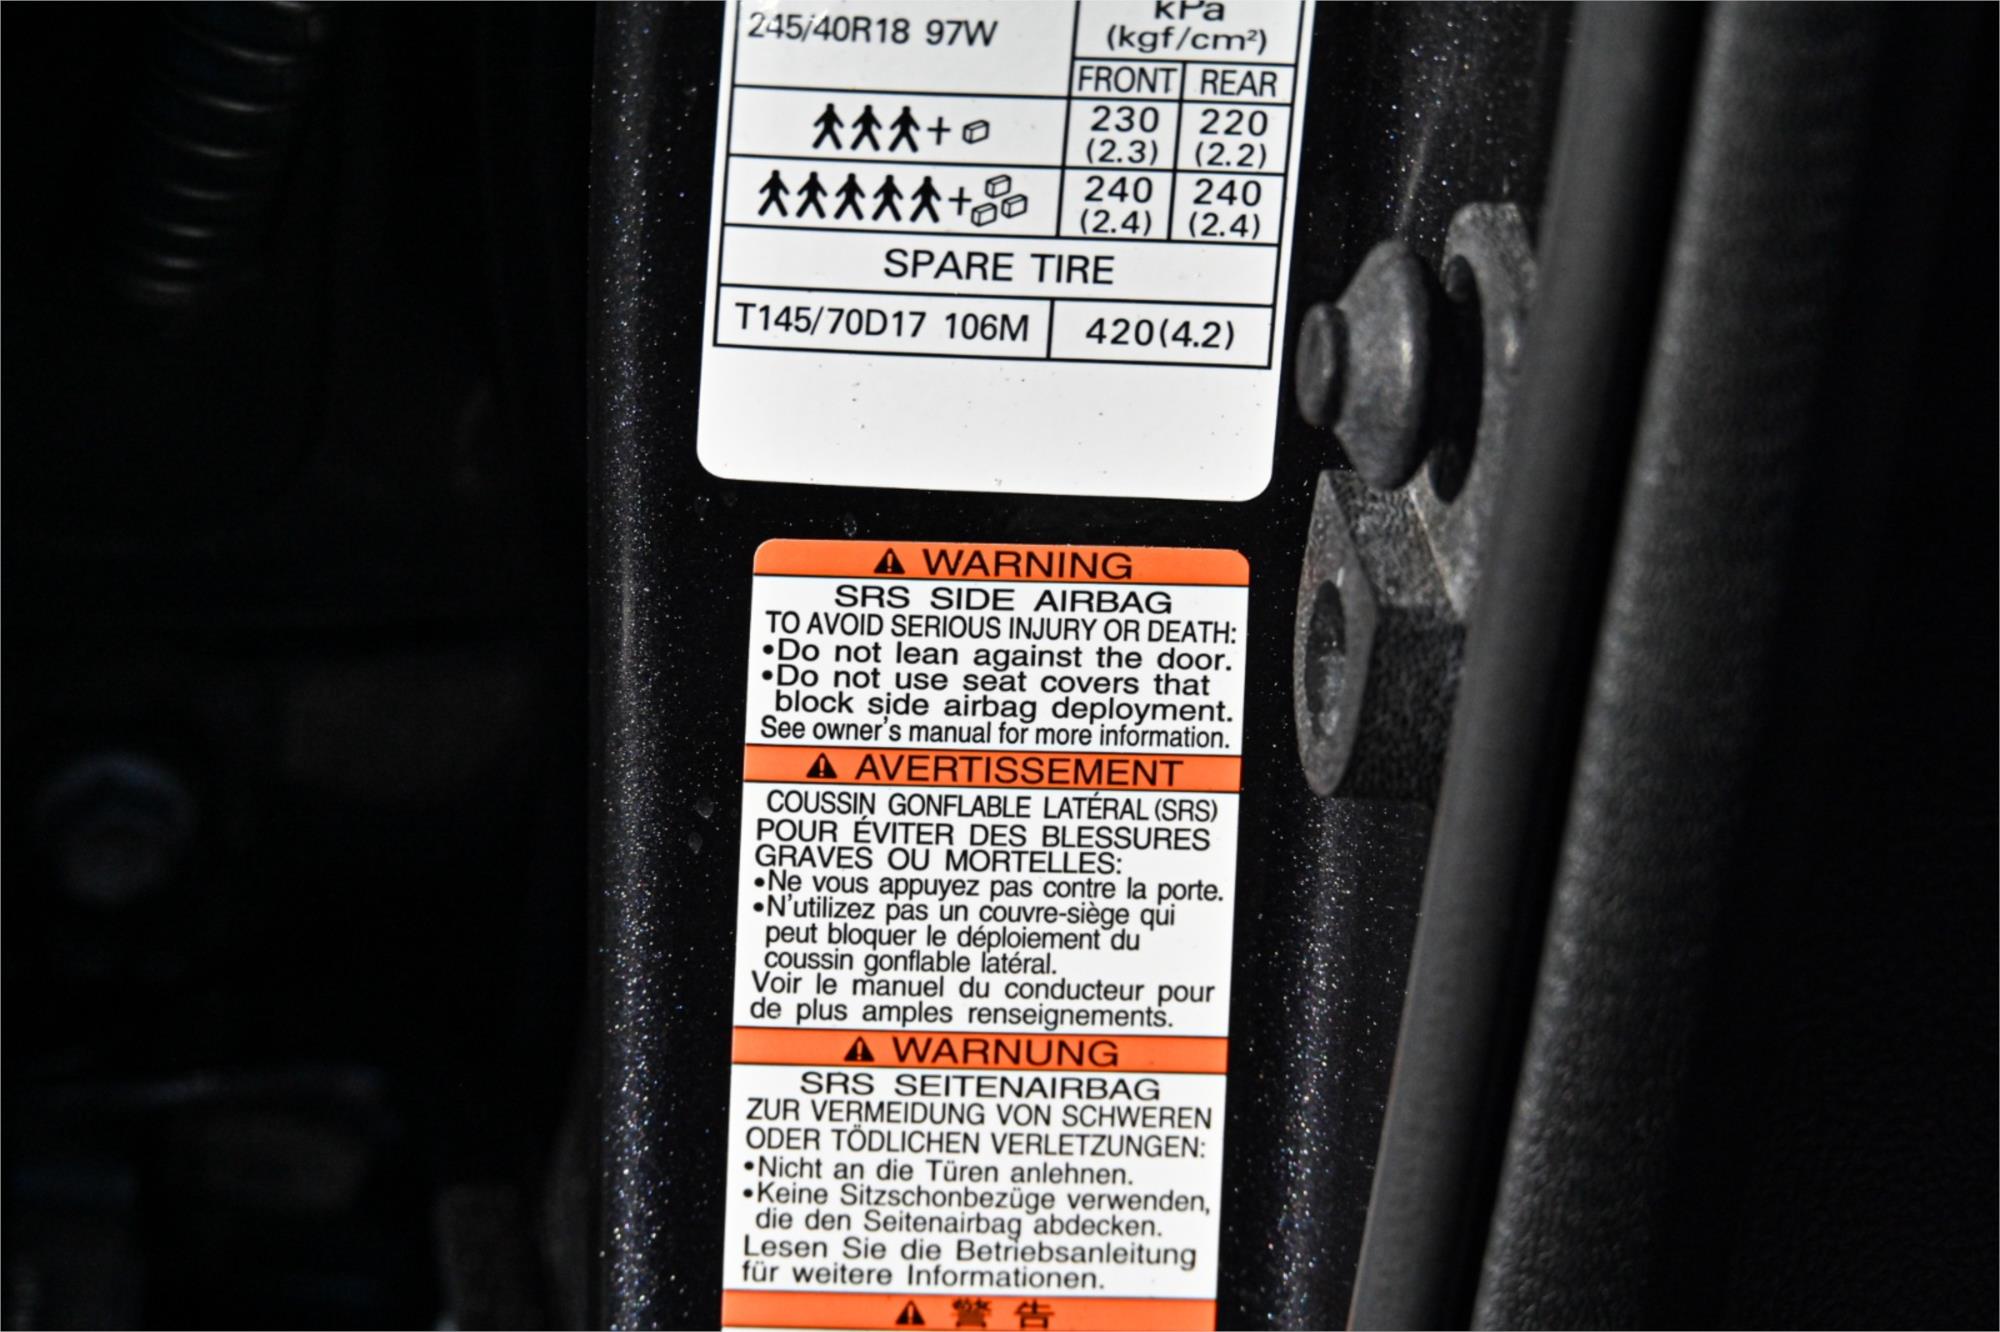 245/40R18 97W
kPa
(kgf/cm²)
FRONT REAR
230 220
(2.3) (2.2)
240 240
(2.4) (2.4)
SPARE TIRE
T145/70D17 106M 420(4.2)
WARNING
SRS SIDE AIRBAG
TO AVOID SERIOUS INJURY OR DEATH:
•Do not lean against the door.
•Do not use seat covers that
block side airbag deployment.
See owner's manual for more information.
AVERTISSEMENT
COUSSIN GONFLABLE LATÉRAL (SRS)
POUR ÉVITER DES BLESSURES
GRAVES OU MORTELLES:
•Ne vous appuyez pas contre la porte.
•N'utilizez pas un couvre-siège qui
peut bloquer le déploiement du
coussin gonflable latéral.
Voir le manuel du conducteur pour
de plus amples renseignements.
WARNUNG
SRS SEITENAIRBAG
ZUR VERMEIDUNG VON SCHWEREN
ODER TÖDLICHEN VERLETZUNGEN:
•Nicht an die Türen anlehnen.
•Keine Sitzschonbezüge verwenden,
die den Seitenairbag abdecken.
Lesen Sie die Betriebsanleitung
für weitere Informationen.
警告